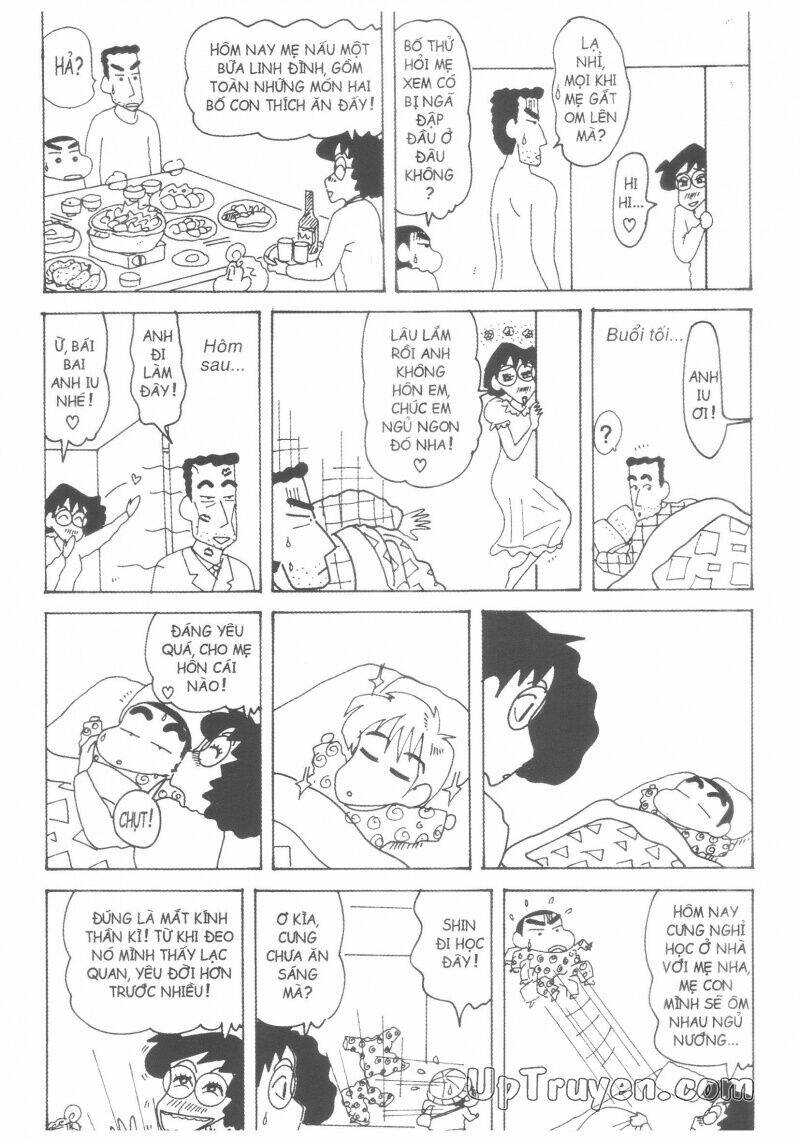 HÔM NAY MẸ NẤU MỘT
BỮA LINH ĐÌNH, GỒM
TOÀN NHỮNG MÓN HAI
BỐ CON THÍCH ĂN ĐẤY!
HẢ?
LẠ
NHỈ,
MỌI KHI
MẸ GẮT
OM LÊN
MÀ?
BỐ THỬ
HỎI MẸ
XEM CÓ
BỊ NGÃ
ĐẬP
ĐẦU Ở
ĐÂU
KHÔNG
?
HI
HI...
♡
Ừ, BÁI
BAI
ANH IU
NHÉ!
♡
ANH
ĐI
LÀM
ĐÂY!
Hôm
sau...
LÂU LẮM
RỒI ANH
KHÔNG
HÔN EM,
CHÚC EM
NGỦ NGON
ĐÓ NHA!
♡
Buổi tối...
ANH
IU
ƠI!
?
ĐÁNG YÊU
QUÁ, CHO MẸ
HÔN CÁI
NÀO!
♡
CHỤT!
ĐÚNG LÀ MẮT KÍNH
THẦN KÌ! TỪ KHI ĐEO
NÓ MÌNH THẤY LẠC
QUAN, YÊU ĐỜI HƠN
TRƯỚC NHIỀU!
Ơ KÌA,
CƯNG
CHƯA ĂN
SÁNG
MÀ?
SHIN
ĐI HỌC
ĐÂY!
HÔM NAY
CƯNG NGHỈ
HỌC Ở NHÀ
VỚI MẸ NHA,
MẸ CON
MÌNH SẼ ÔM
NHAU NGỦ
NƯỚNG...
UpTruyen.com